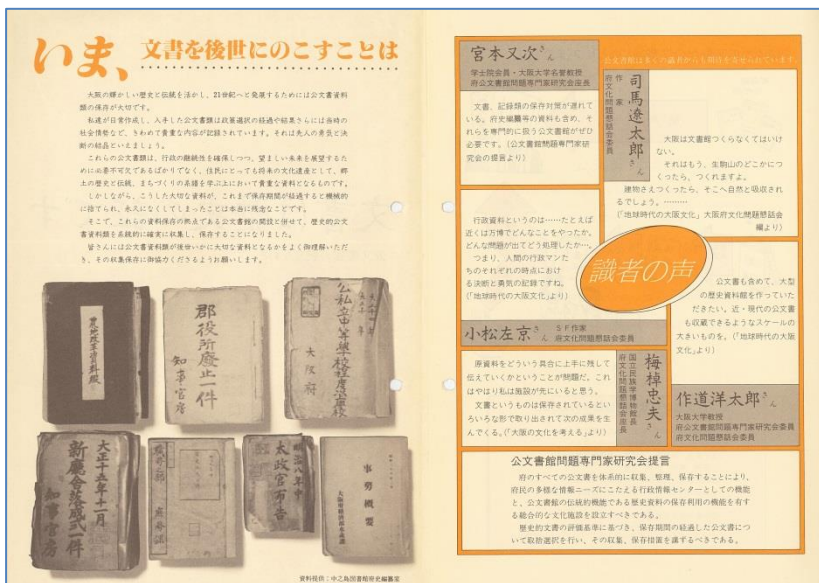 いま、文書を後世にのこすことは
大阪の輝かしい歴史と伝統を活かし、21世紀へと発展するためには公文書資料
類の保存が大切です。
私達が日常作成し、入手した公文書類は政策選択の経過や結果さらには当時の
社会情勢など、きわめて貴重な内容が記録されています。それは先人の勇気と決
断の結晶といえましょう。
これらの公文書類は、行政の継続性を確保しつつ、望ましい未来を展望するた
めに必要不可欠であるばかりでなく、住民にとっても将来の文化遺産として、郷
土の歴史と伝統、まちづくりの系譜を学ぶ上において貴重な資料となるものです。
しかしながら、こうした大切な資料が、これまで保存期間が経過すると機械的
に捨てられ、永久になくしてしまったことは本当に残念なことです。
そこで、これらの資料保存の拠点である公文書館の開設と併せて、歴史的公文
書資料類を系統的に確実に収集し、保存することになりました。
皆さんには公文書資料が後世いかに大切な資料となるかをよく御理解いただ
き、その収集保存に御協力くださるようお願いします。
農地改革資料綴
郡役所廃止一件
知事官房
大阪府
大正十五年十一月
新廳舎落成式一件
知事官房
太政官布告
事務概要
資料提供：中之島図書館府史編纂室
公文書館は多くの識者からも期待を寄せられています。
宮本又次さん
学士院会員・大阪大学名誉教授
府公文書館問題専門家研究会座長
文書、記録類の保存対策が遅れて
いる。府史編纂等の資料も含め、そ
れらを専門的に扱う公文書館がぜひ
必要です。（公文書館問題専門家研
究会の提言より）
司馬遼太郎さん
作家
府文化問題懇話会委員
大阪は文書館つくらなくてはいけ
ない。
それはもう、生駒山のどこかにつ
くったら、つくれますよ。
建物さえつくったら、そこへ自然と吸収され
るでしょう。………
（「地球時代の大阪文化」大阪府文化問題懇話会
編より）
行政資料というのは……たとえば
近くは万博でどんなことをやったか。
どんな問題が出てどう処理したか…。
つまり、人間の行政マンた
ちのそれぞれの時点におけ
る決断と勇気の記録ですね。
（「地球時代の大阪文化」より）
小松左京さん
SF作家
府文化問題懇話会委員
識者の声
公文書も含めて、大型
の歴史資料館を作っていた
だきたい。近・現代の公文書
も収蔵できるようなスケールの
大きいものを。（「地球時代の大阪
文化」より）
作道洋太郎さん
大阪大学教授
府公文書館問題専門家研究会委員
府文化問題懇話会委員
原資料をどういう具合に上手に残して
伝えていくかということが問題だ。これ
はやはり私は施設が先にいると思う。
文書というものは保存されているとい
ろいろな形で取り出されて次の成果を生
んでくる。（「大阪の文化を考える」より）
梅棹忠夫さん
国立民族学博物館長
府文化問題懇話会座長
公文書館問題専門家研究会提言
府のすべての公文書を体系的に収集、整理、保存することにより、
府民の多様な情報ニーズにこたえる行政情報センターとしての機能
と、公文書館の伝統的機能である歴史資料の保存利用の機能を有す
る総合的な文化施設を設立すべきである。
歴史的文書の評価基準に基づき、保存期間の経過した公文書につ
いて取捨選択を行い、その収集、保存措置を講ずるべきである。